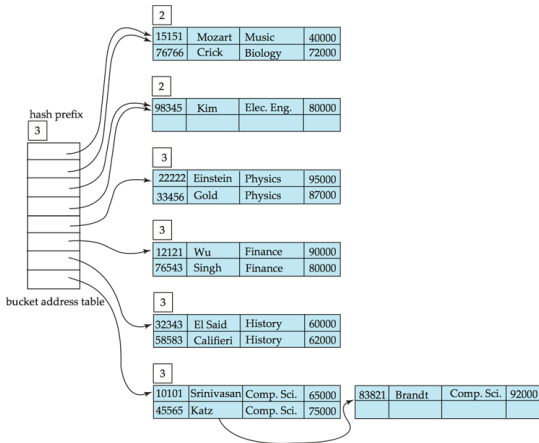 2
15151 Mozart Music 40000
76766 Crick Biology 72000
2
98345 Kim Elec. Eng. 80000
hash prefix
3
3
22222 Einstein Physics 95000
33456 Gold Physics 87000
3
12121 Wu Finance 90000
76543 Singh Finance 80000
bucket address table
3
32343 El Said History 60000
58583 Califieri History 62000
3
10101 Srinivasan Comp. Sci. 65000
45565 Katz Comp. Sci. 75000
83821 Brandt Comp. Sci. 92000